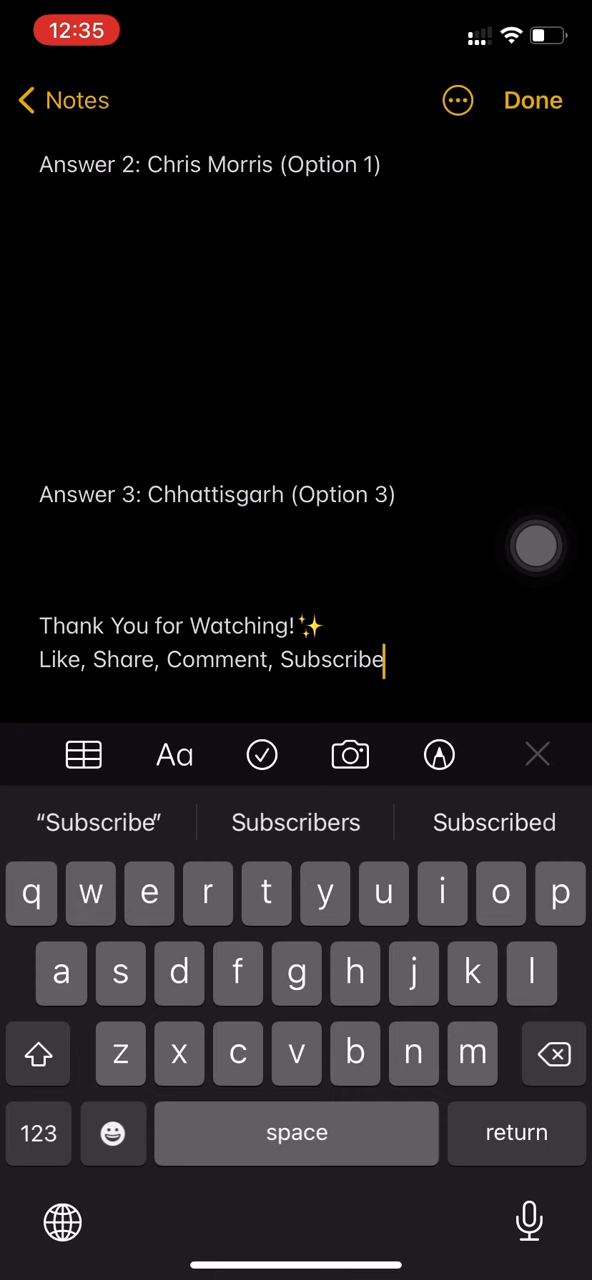 12:35
Notes
Done
Answer 2: Chris Morris (Option 1)
Answer 3: Chhattisgarh (Option 3)
Thank You for Watching!✨
Like, Share, Comment, Subscribe
Aa
“Subscribe” Subscribers Subscribed
q w e r t y u i o p
a s d f g h j k l
z x c v b n m
123 space return